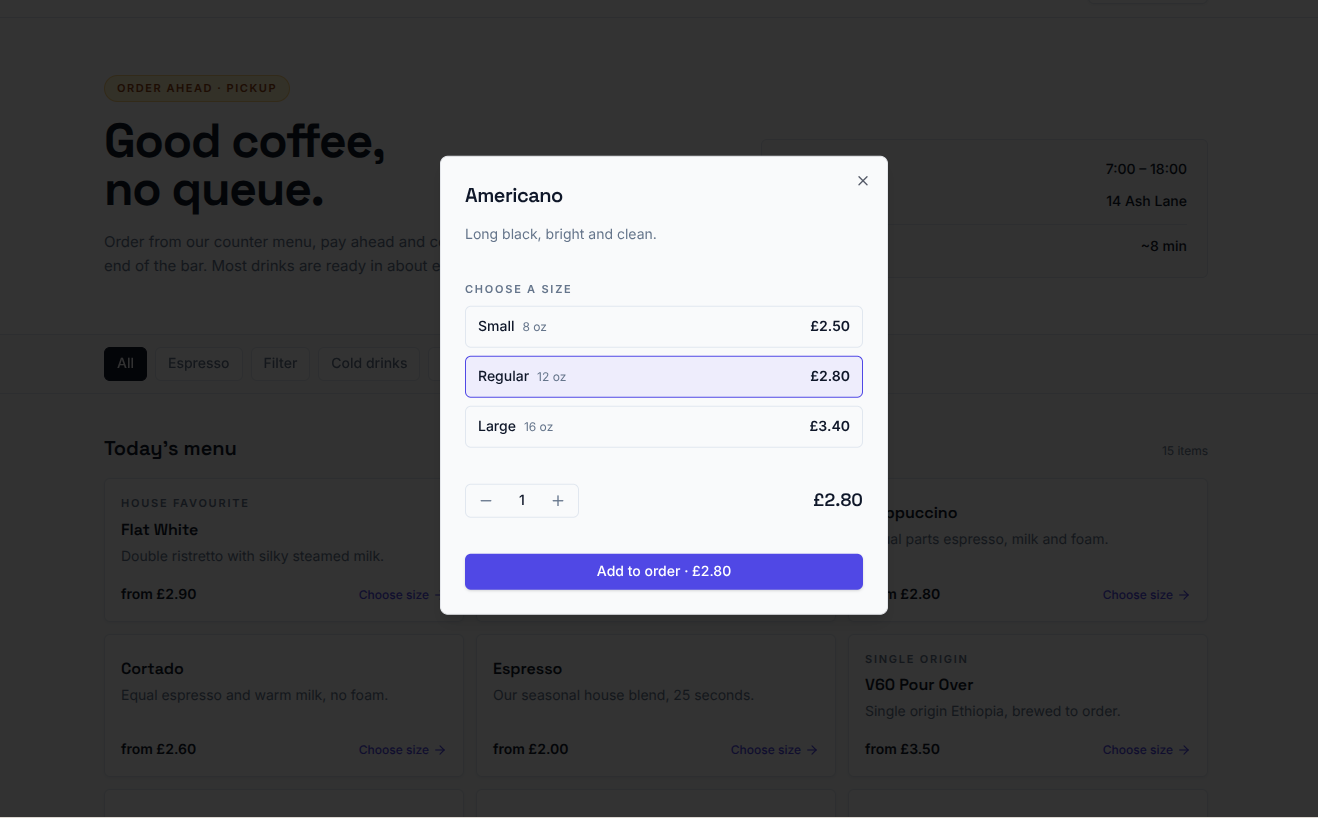 ORDER AHEAD · PICKUP
Good coffee,
no queue.
Order from our counter menu, pay ahead and
end of the bar. Most drinks are ready in about
7:00 – 18:00
14 Ash Lane
~8 min
All
Espresso
Filter
Cold drinks
Today's menu
15 items
HOUSE FAVOURITE
Flat White
Double ristretto with silky steamed milk.
from £2.90
Choose size →
parts espresso, milk and foam.
£2.80
Choose size →
Cortado
Equal espresso and warm milk, no foam.
from £2.60
Choose size →
Espresso
Our seasonal house blend, 25 seconds.
from £2.00
Choose size →
SINGLE ORIGIN
V60 Pour Over
Single origin Ethiopia, brewed to order.
from £3.50
Choose size →
Americano
Long black, bright and clean.
CHOOSE A SIZE
Small 8 oz £2.50
Regular 12 oz £2.80
Large 16 oz £3.40
1
£2.80
Add to order · £2.80